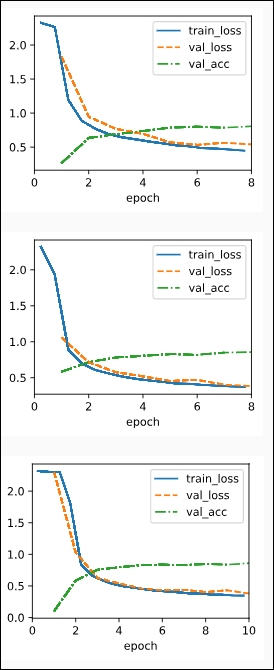 2.0
1.5
1.0
0.5
train_loss
val_loss
val_acc
0 2 4 6 8
epoch
2.0
1.5
1.0
0.5
train_loss
val_loss
val_acc
0 2 4 6 8
epoch
2.0
1.5
1.0
0.5
0.0
train_loss
val_loss
val_acc
0 2 4 6 8 10
epoch